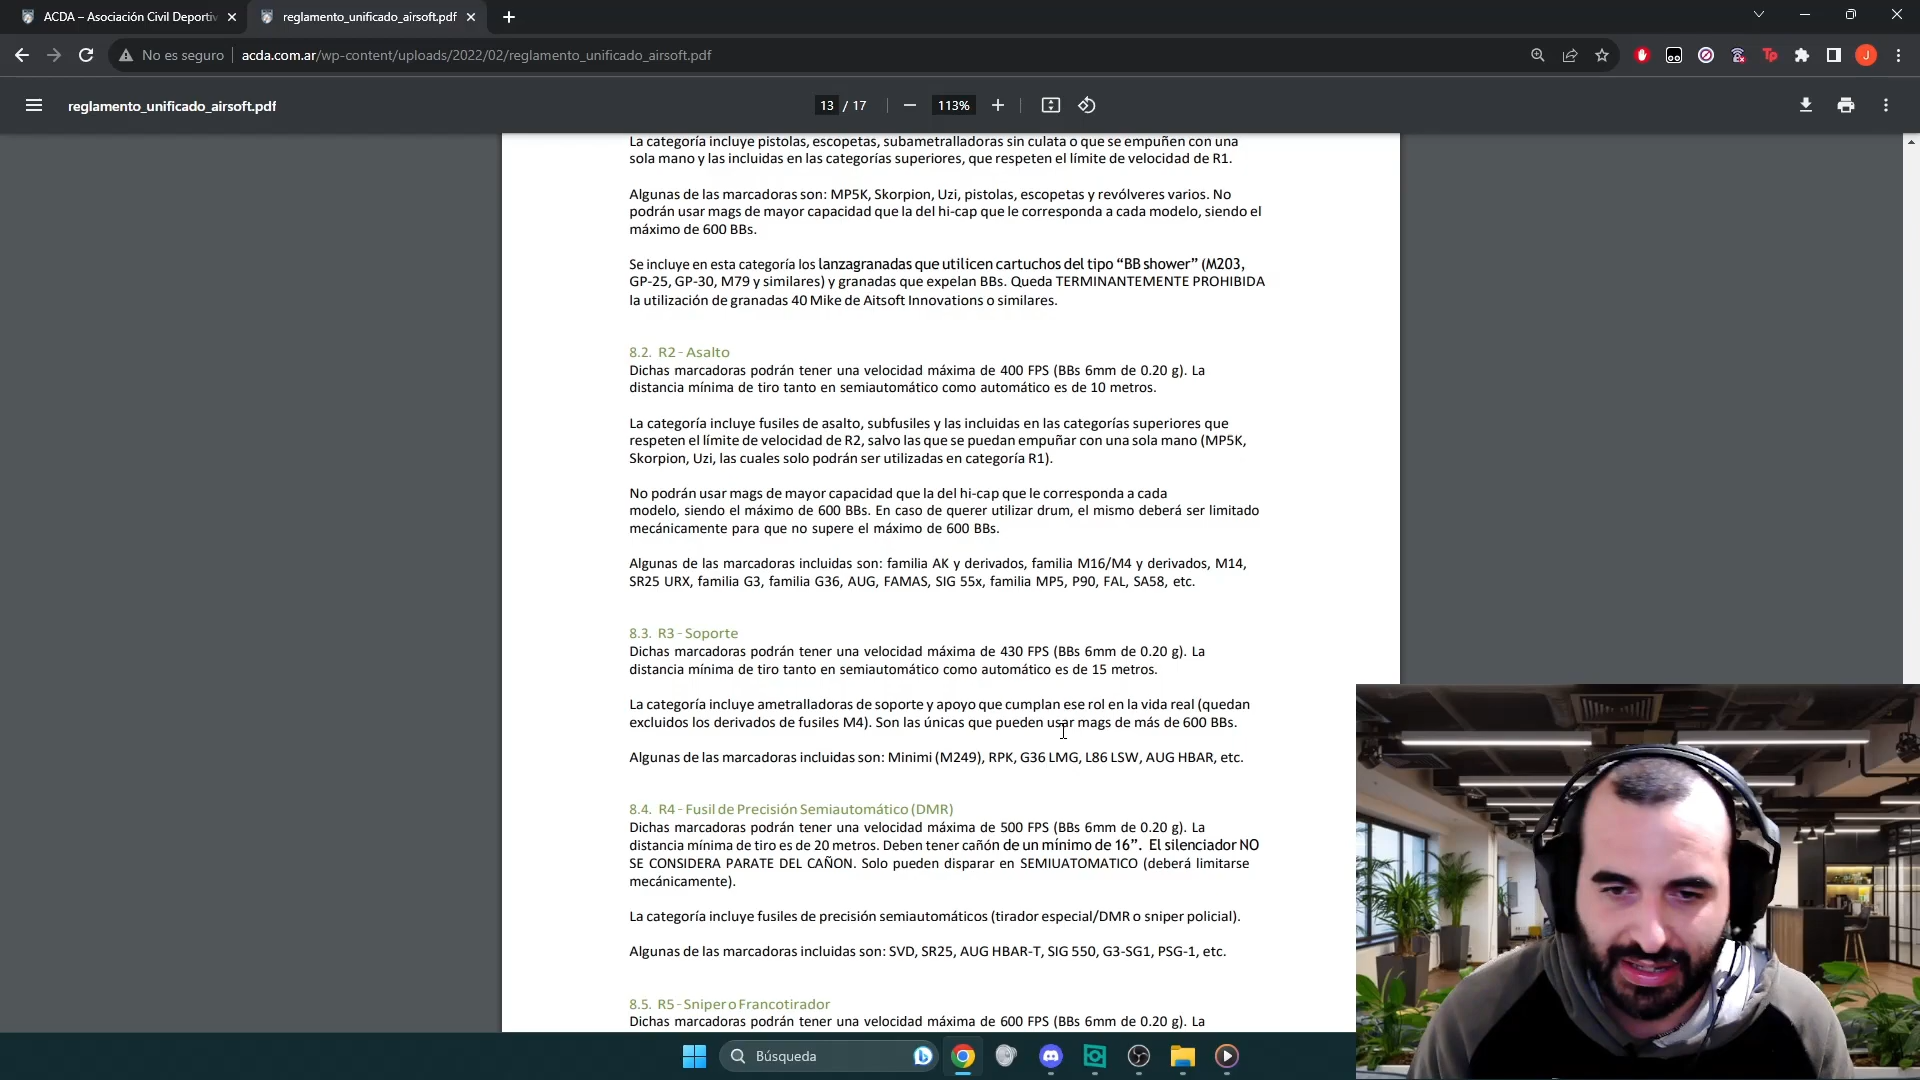 ACDA – Asociación Civil Deportiv
reglamento_unificado_airsoft.pdf
No es seguro
acda.com.ar/wp-content/uploads/2022/02/reglamento_unificado_airsoft.pdf
Tp
J
reglamento_unificado_airsoft.pdf
13 / 17
113%
La categoría incluye pistolas, escopetas, subametralladoras sin culata o que se empuñen con una
sola mano y las incluidas en las categorías superiores, que respeten el límite de velocidad de R1.
Algunas de las marcadoras son: MP5K, Skorpion, Uzi, pistolas, escopetas y revólveres varios. No
podrán usar mags de mayor capacidad que la del hi-cap que le corresponda a cada modelo, siendo el
máximo de 600 BBs.
Se incluye en esta categoría los lanzagranadas que utilicen cartuchos del tipo “BB shower” (M203,
GP-25, GP-30, M79 y similares) y granadas que expelan BBs. Queda TERMINANTEMENTE PROHIBIDA
la utilización de granadas 40 Mike de Aitsoft Innovations o similares.
8.2. R2 - Asalto
Dichas marcadoras podrán tener una velocidad máxima de 400 FPS (BBs 6mm de 0.20 g). La
distancia mínima de tiro tanto en semiautomático como automático es de 10 metros.
La categoría incluye fusiles de asalto, subfusiles y las incluidas en las categorías superiores que
respeten el límite de velocidad de R2, salvo las que se puedan empuñar con una sola mano (MP5K,
Skorpion, Uzi, las cuales solo podrán ser utilizadas en categoría R1).
No podrán usar mags de mayor capacidad que la del hi-cap que le corresponda a cada
modelo, siendo el máximo de 600 BBs. En caso de querer utilizar drum, el mismo deberá ser limitado
mecánicamente para que no supere el máximo de 600 BBs.
Algunas de las marcadoras incluidas son: familia AK y derivados, familia M16/M4 y derivados, M14,
SR25 URX, familia G3, familia G36, AUG, FAMAS, SIG 55x, familia MP5, P90, FAL, SA58, etc.
8.3. R3 - Soporte
Dichas marcadoras podrán tener una velocidad máxima de 430 FPS (BBs 6mm de 0.20 g). La
distancia mínima de tiro tanto en semiautomático como automático es de 15 metros.
La categoría incluye ametralladoras de soporte y apoyo que cumplan ese rol en la vida real (quedan
excluidos los derivados de fusiles M4). Son las únicas que pueden usar mags de más de 600 BBs.
Algunas de las marcadoras incluidas son: Minimi (M249), RPK, G36 LMG, L86 LSW, AUG HBAR, etc.
8.4. R4 - Fusil de Precisión Semiautomático (DMR)
Dichas marcadoras podrán tener una velocidad máxima de 500 FPS (BBs 6mm de 0.20 g). La
distancia mínima de tiro es de 20 metros. Deben tener cañón de un mínimo de 16”. El silenciador NO
SE CONSIDERA PARATE DEL CAÑON. Solo pueden disparar en SEMIUATOMATICO (deberá limitarse
mecánicamente).
La categoría incluye fusiles de precisión semiautomáticos (tirador especial/DMR o sniper policial).
Algunas de las marcadoras incluidas son: SVD, SR25, AUG HBAR-T, SIG 550, G3-SG1, PSG-1, etc.
8.5. R5 - Sniper o Francotirador
Dichas marcadoras podrán tener una velocidad máxima de 600 FPS (BBs 6mm de 0.20 g). La
Búsqueda